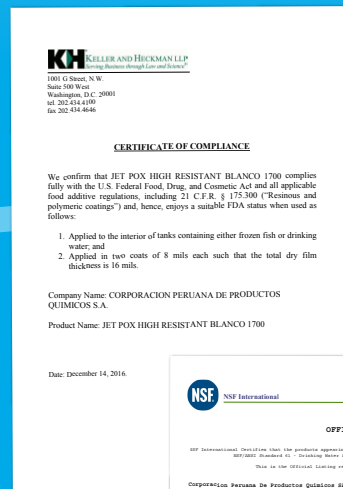 KH KELLER AND HECKMAN LLP
Serving Business through Law and Science®
1001 G Street, N.W.
Suite 500 West
Washington, D.C. 20001
tel. 202.434.4100
fax 202.434.4646
CERTIFICATE OF COMPLIANCE
We confirm that JET POX HIGH RESISTANT BLANCO 1700 complies
fully with the U.S. Federal Food, Drug, and Cosmetic Act and all applicable
food additive regulations, including 21 C.F.R. § 175.300 ("Resinous and
polymeric coatings") and, hence, enjoys a suitable FDA status when used as
follows:
1. Applied to the interior of tanks containing either frozen fish or drinking
water; and
2. Applied in two coats of 8 mils each such that the total dry film
thickness is 16 mils.
Company Name: CORPORACION PERUANA DE PRODUCTOS
QUIMICOS S.A.
Product Name: JET POX HIGH RESISTANT BLANCO 1700
Date: December 14, 2016.
NSF NSF International
OFFI
NSF International Certifies that the products appearin
NSF/ANSI Standard 61 - Drinking Water
This is the Official Listing re
Corporacion Peruana De Productos Quimicos SA